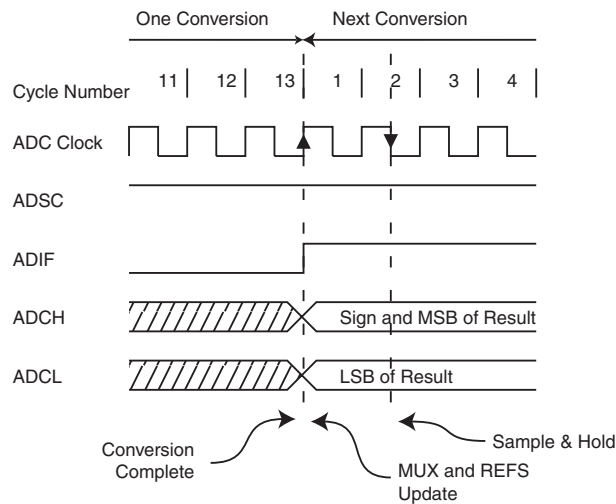 One Conversion Next Conversion
Cycle Number 11 12 13 1 2 3 4
ADC Clock
ADSC
ADIF
ADCH Sign and MSB of Result
ADCL LSB of Result
Conversion
Complete
MUX and REFS
Update
Sample & Hold